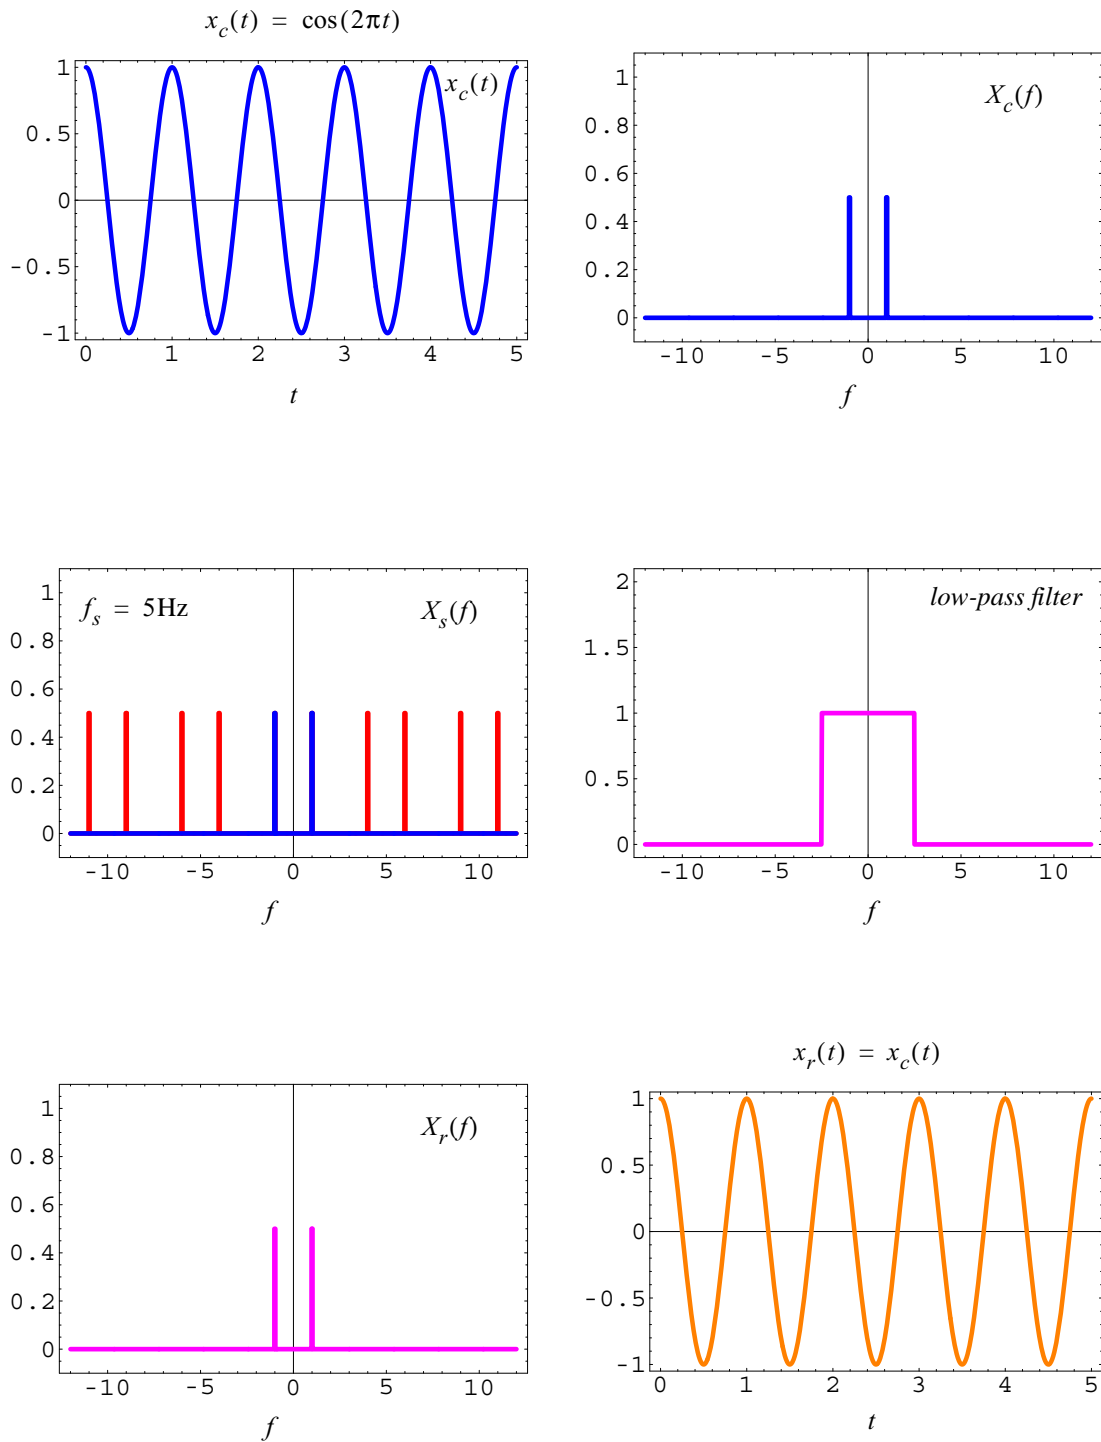 x_c(t) = cos(2πt)
x_c(t)
1
0.5
0
-0.5
-1
0 1 2 3 4 5
t
X_c(f)
1
0.8
0.6
0.4
0.2
0
-10 -5 0 5 10
f
f_s = 5Hz
X_s(f)
1
0.8
0.6
0.4
0.2
0
-10 -5 0 5 10
f
low-pass filter
2
1.5
1
0.5
0
-10 -5 0 5 10
f
X_r(f)
1
0.8
0.6
0.4
0.2
0
-10 -5 0 5 10
f
x_r(t) = x_c(t)
1
0.5
0
-0.5
-1
0 1 2 3 4 5
t